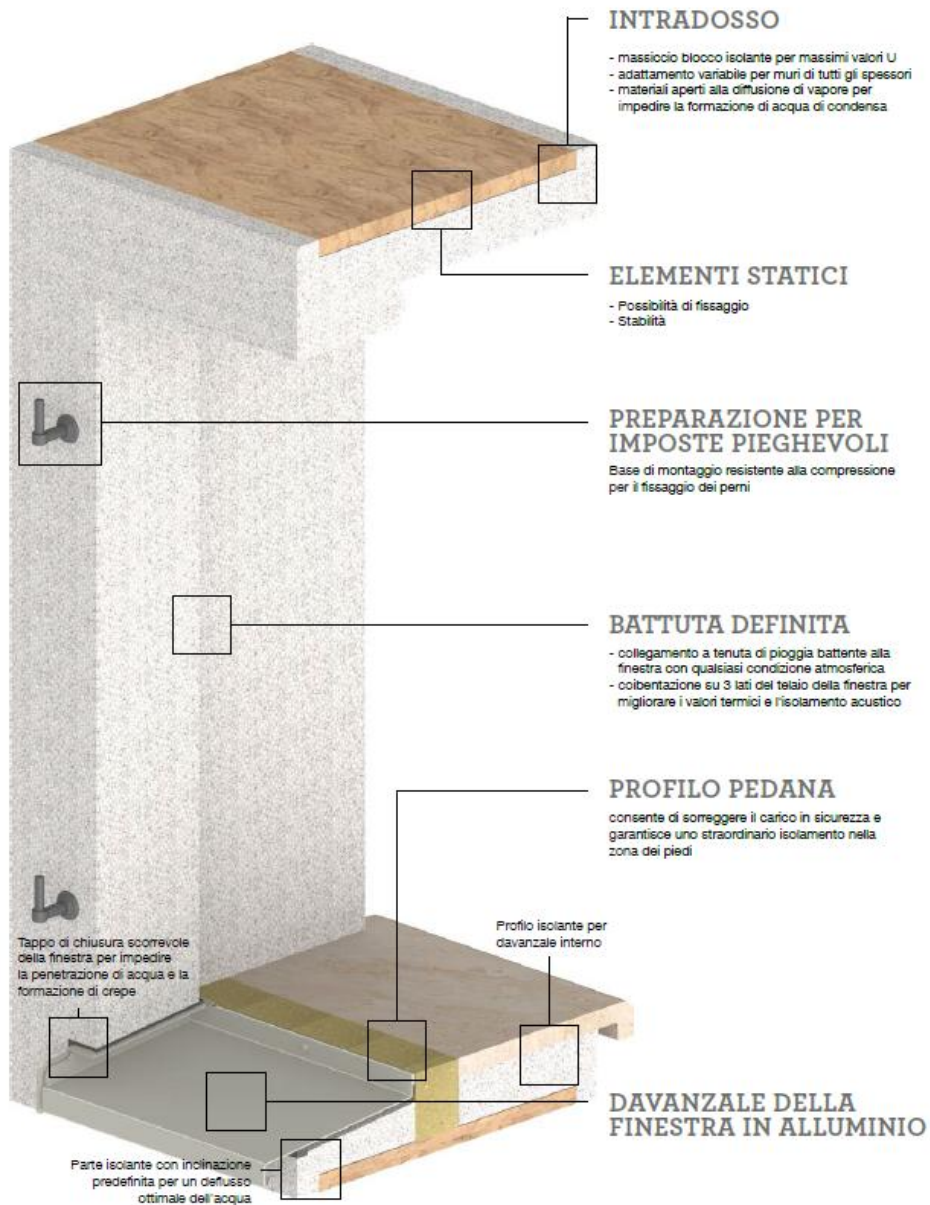 INTRADOSSO
- massiccio blocco isolante per massimi valori U
- adattamento variabile per muri di tutti gli spessori
- materiali aperti alla diffusione di vapore per
impedire la formazione di acqua di condensa
ELEMENTI STATICI
- Possibilità di fissaggio
- Stabilità
PREPARAZIONE PER
IMPOSTE PIEGHEVOLI
Base di montaggio resistente alla compressione
per il fissaggio dei perni
BATTUTA DEFINITA
- collegamento a tenuta di pioggia battente alla
finestra con qualsiasi condizione atmosferica
- coibentazione su 3 lati del telaio della finestra per
migliorare i valori termici e l'isolamento acustico
PROFILO PEDANA
consente di sorreggere il carico in sicurezza e
garantisce uno straordinario isolamento nella
zona dei piedi
Profilo isolante per
davanzale interno
Tappo di chiusura scorrevole
della finestra per impedire
la penetrazione di acqua e la
formazione di crepe
DAVANZALE DELLA
FINESTRA IN ALLUMINIO
Parte isolante con inclinazione
predefinita per un deflusso
ottimale dell'acqua